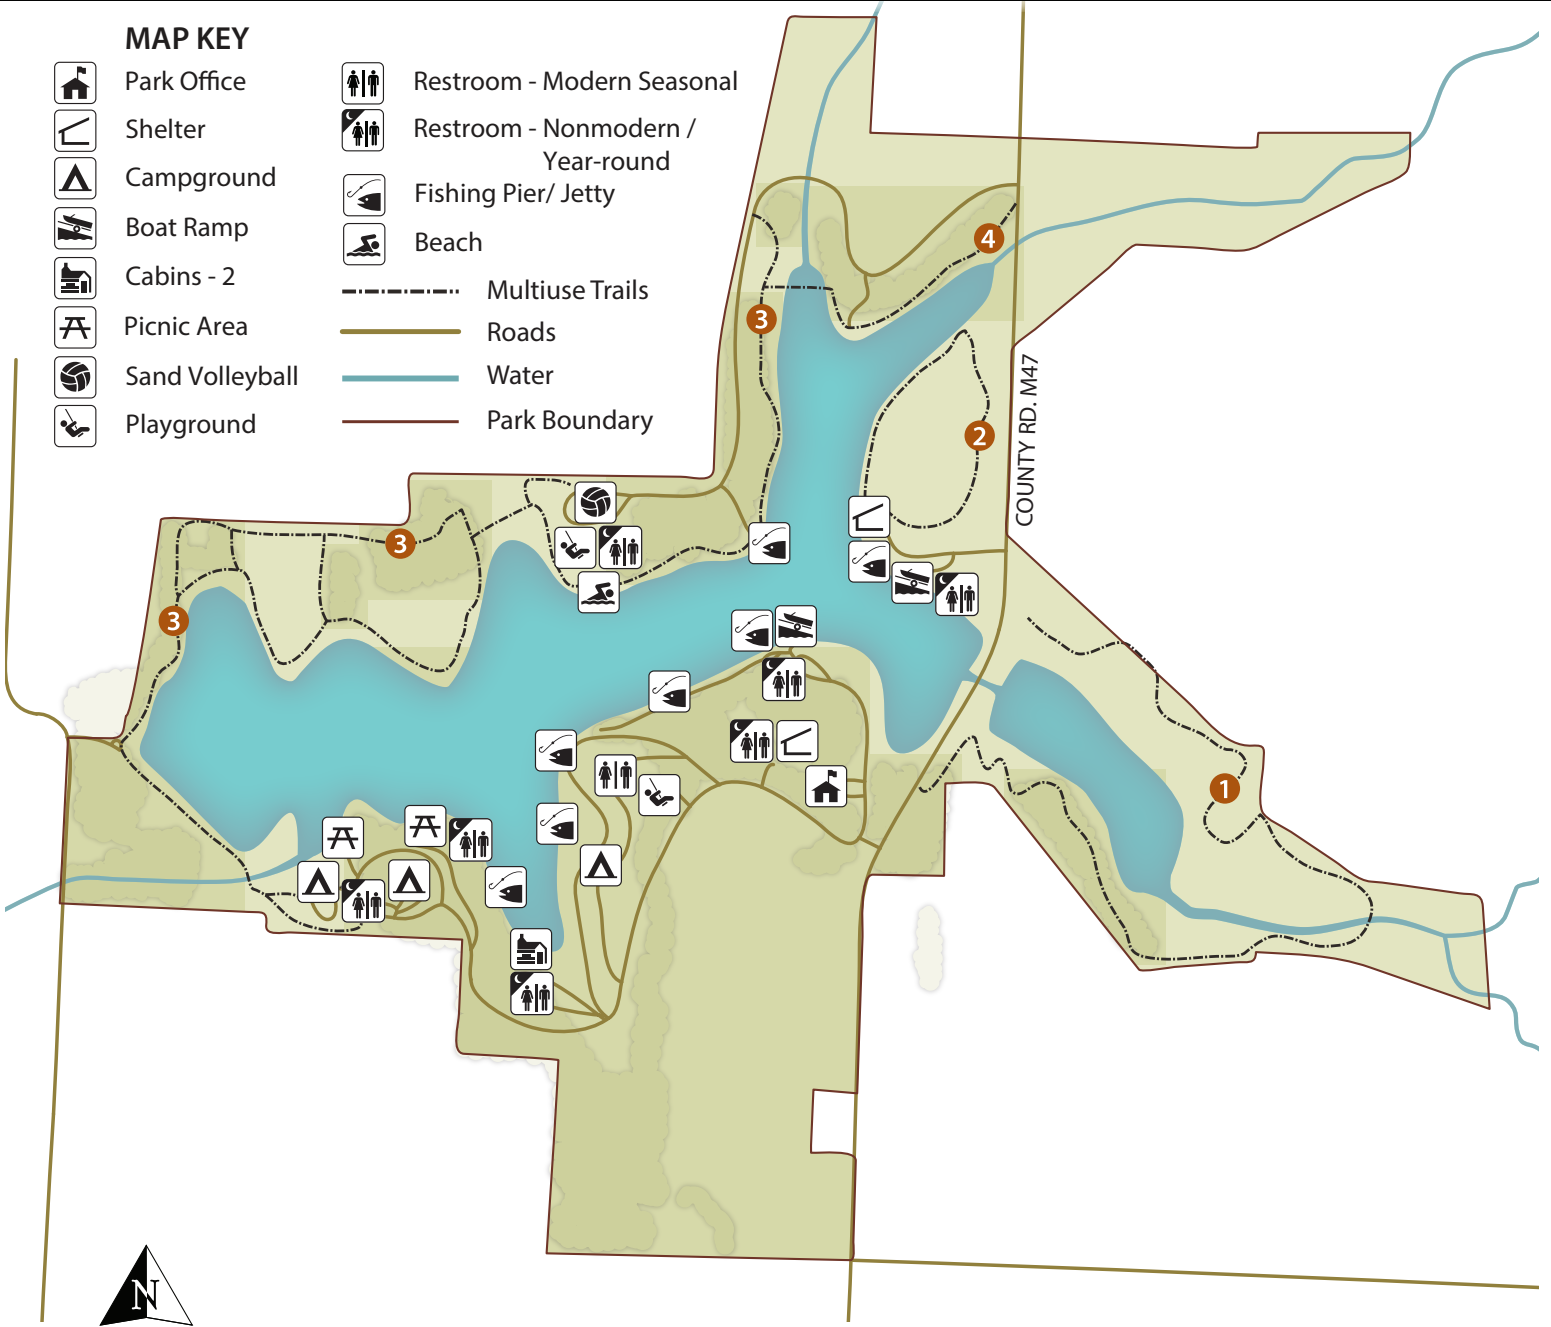 MAP KEY
Park Office
Shelter
Campground
Boat Ramp
Cabins - 2
Picnic Area
Sand Volleyball
Playground
Restroom - Modern Seasonal
Restroom - Nonmodern /
Year-round
Fishing Pier/ Jetty
Beach
Multiuse Trails
Roads
Water
Park Boundary
4
3
2
COUNTY RD. M47
3
3
1
N